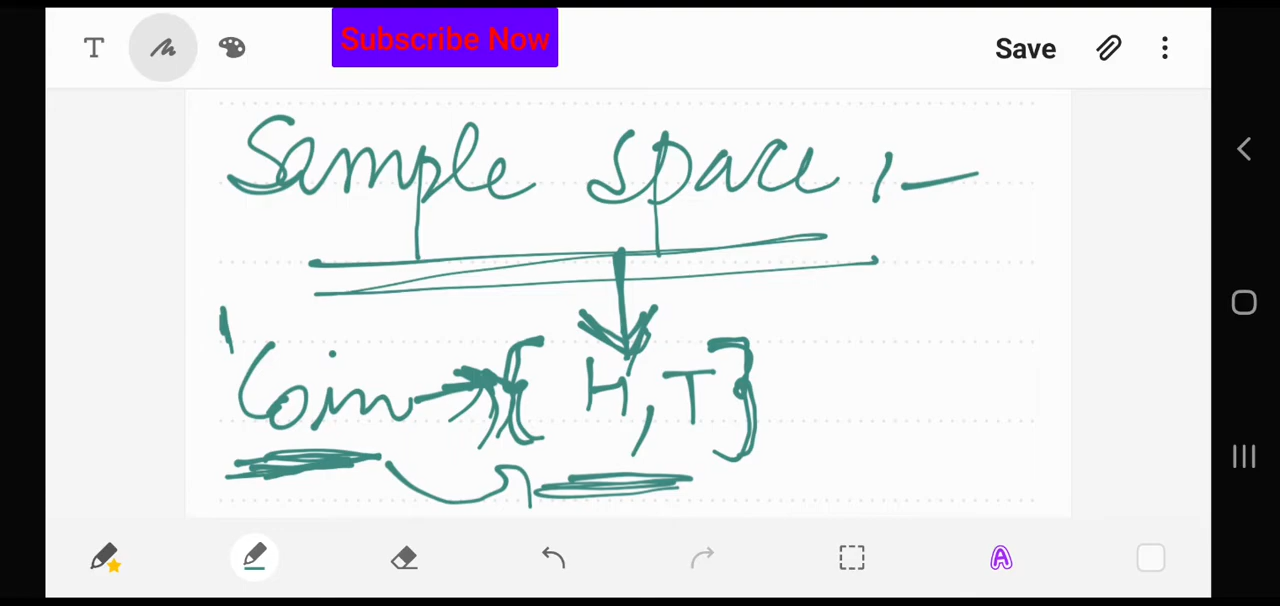 T Subscribe Now Save
Sample space :-
Coin → { H, T }
A